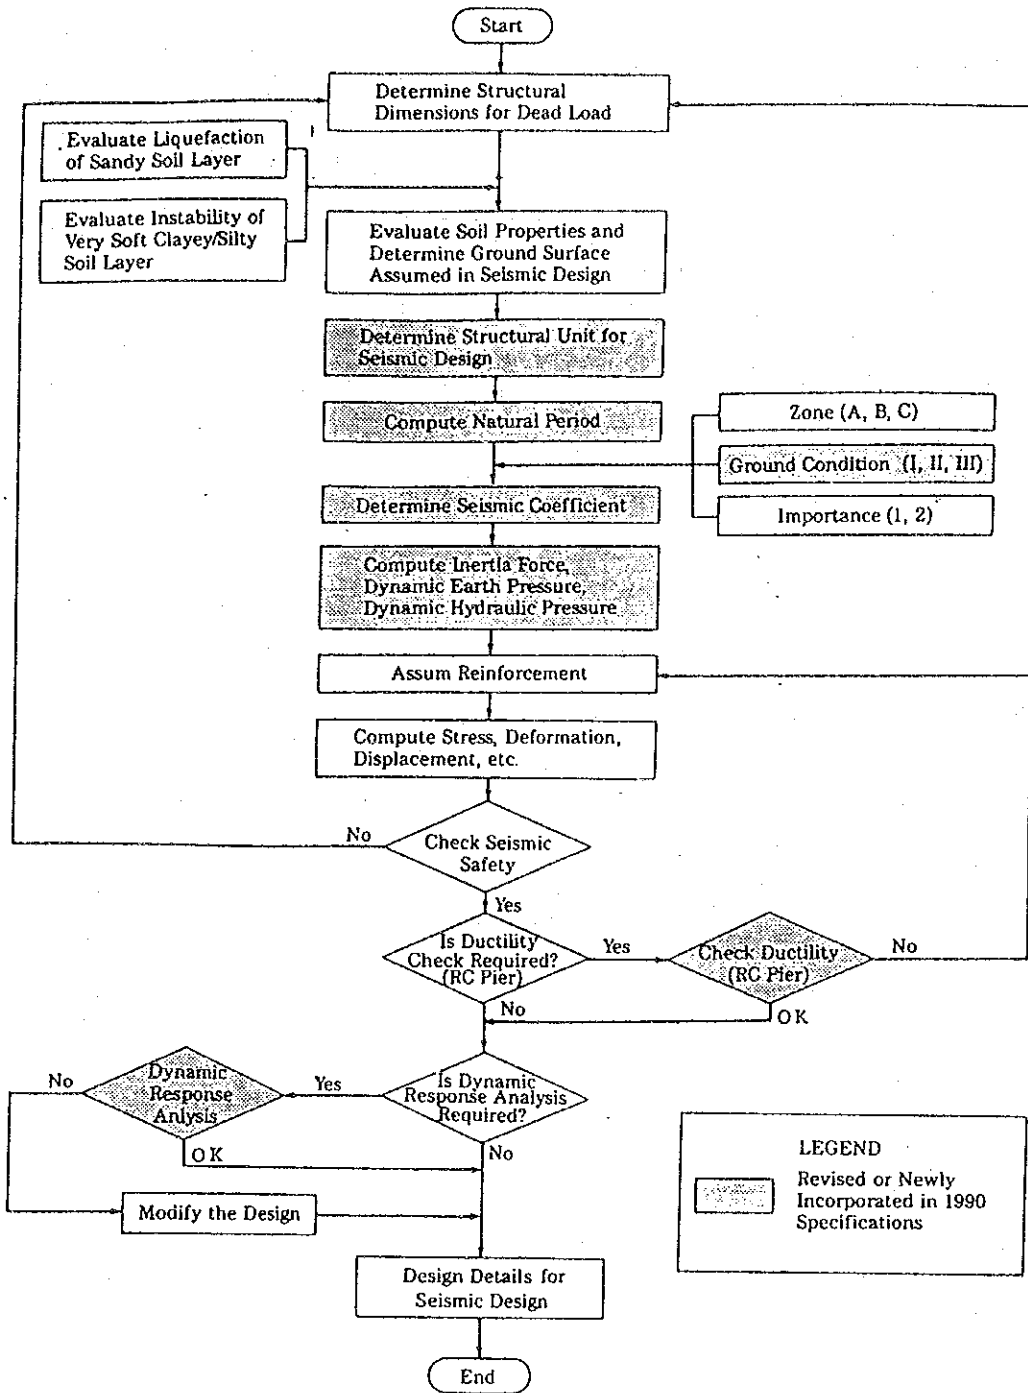 Start
Determine Structural
Dimensions for Dead Load
Evaluate Liquefaction
of Sandy Soil Layer
Evaluate Instability of
Very Soft Clayey/Silty
Soil Layer
Evaluate Soil Properties and
Determine Ground Surface
Assumed in Seismic Design
Determine Structural Unit for
Seismic Design
Compute Natural Period
Zone (A, B, C)
Ground Condition (I, II, III)
Importance (1, 2)
Determine Seismic Coefficient
Compute Inertia Force,
Dynamic Earth Pressure,
Dynamic Hydraulic Pressure
Assum Reinforcement
Compute Stress, Deformation,
Displacement, etc.
No
Check Seismic
Safety
Yes
Is Ductility
Check Required?
(RC Pier)
Yes
Check Ductility
(RC Pier)
No
No
OK
No
Dynamic
Response
Anlysis
Yes
Is Dynamic
Response Analysis
Required?
OK
No
Modify the Design
Design Details for
Seismic Design
End
LEGEND
Revised or Newly
Incorporated in 1990
Specifications